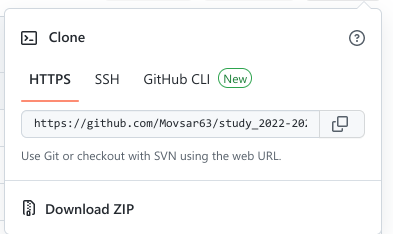 Clone
HTTPS SSH GitHub CLI New
https://github.com/Movsar63/study_2022-202
Use Git or checkout with SVN using the web URL.
Download ZIP